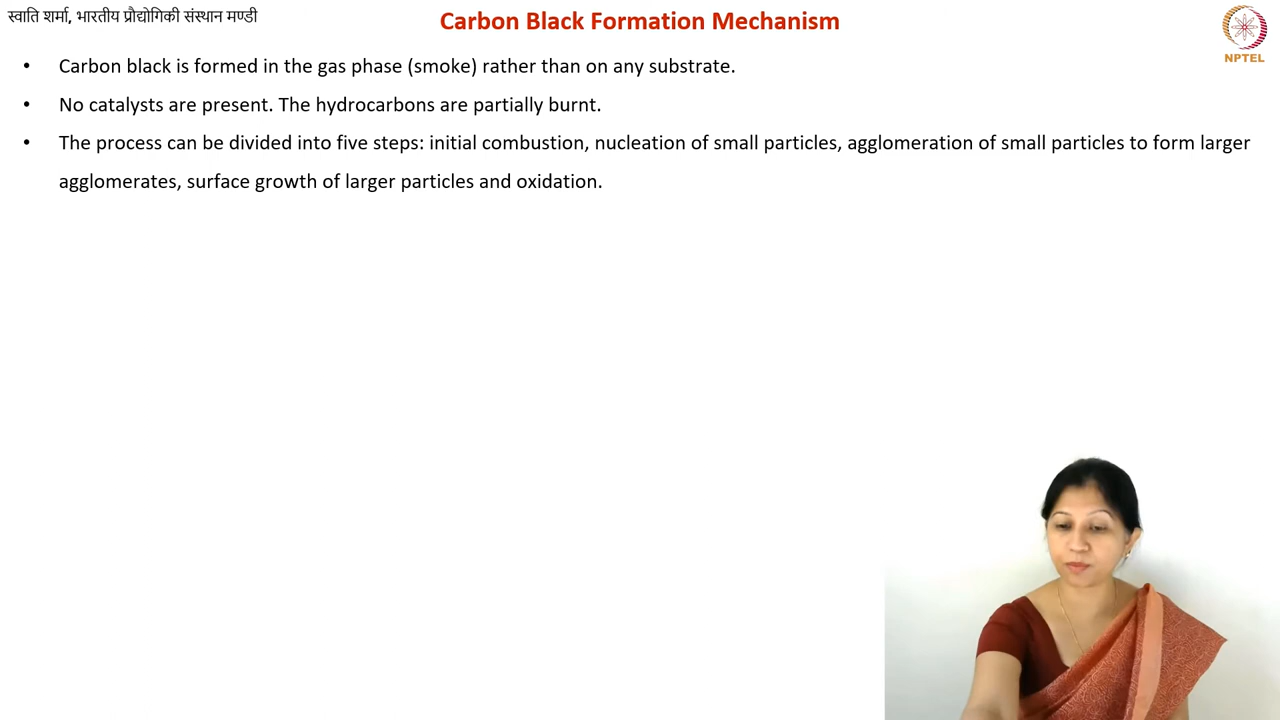 स्वाति शर्मा, भारतीय प्रौद्योगिकी संस्थान मण्डी
Carbon Black Formation Mechanism
NPTEL
• Carbon black is formed in the gas phase (smoke) rather than on any substrate.
• No catalysts are present. The hydrocarbons are partially burnt.
• The process can be divided into five steps: initial combustion, nucleation of small particles, agglomeration of small particles to form larger
agglomerates, surface growth of larger particles and oxidation.